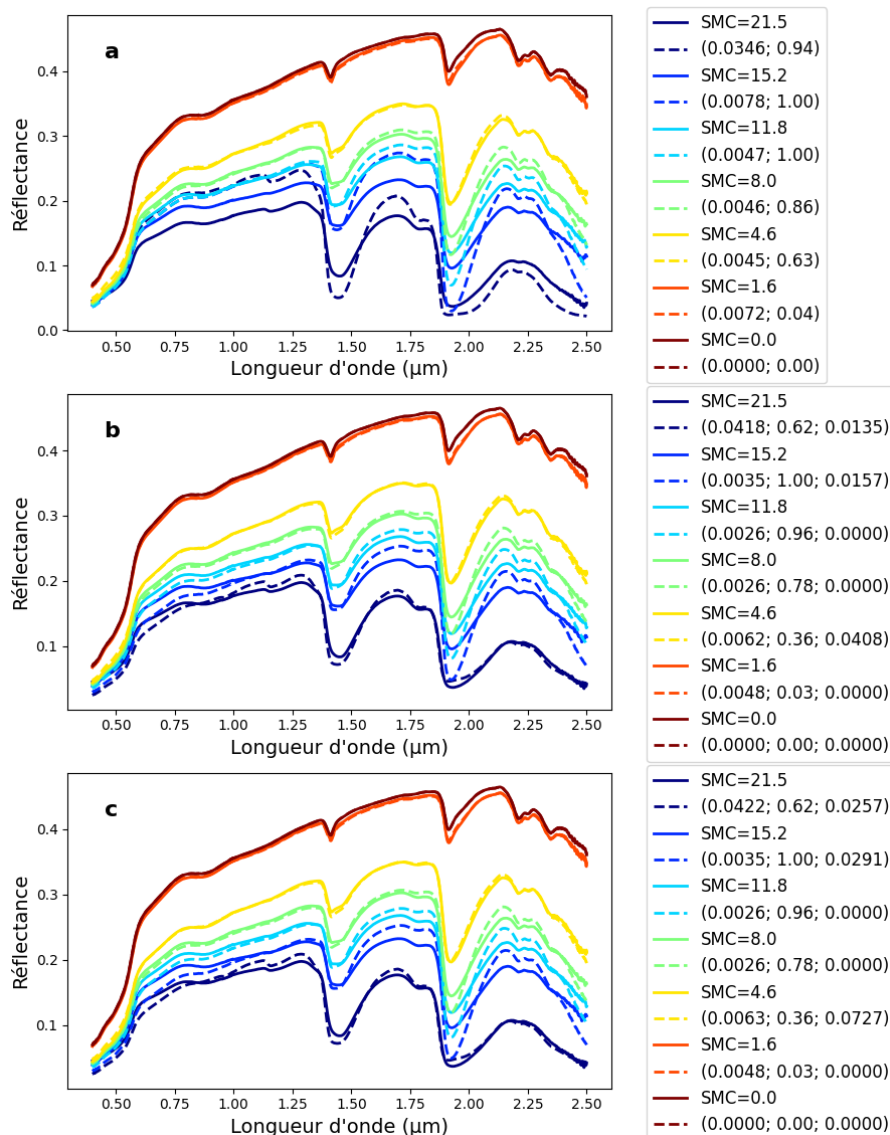 a
0.4
0.3
0.2
0.1
0.0
Réflectance
0.50 0.75 1.00 1.25 1.50 1.75 2.00 2.25 2.50
Longueur d'onde (μm)
SMC=21.5
(0.0346; 0.94)
SMC=15.2
(0.0078; 1.00)
SMC=11.8
(0.0047; 1.00)
SMC=8.0
(0.0046; 0.86)
SMC=4.6
(0.0045; 0.63)
SMC=1.6
(0.0072; 0.04)
SMC=0.0
(0.0000; 0.00)
b
0.4
0.3
0.2
0.1
Réflectance
0.50 0.75 1.00 1.25 1.50 1.75 2.00 2.25 2.50
Longueur d'onde (μm)
SMC=21.5
(0.0418; 0.62; 0.0135)
SMC=15.2
(0.0035; 1.00; 0.0157)
SMC=11.8
(0.0026; 0.96; 0.0000)
SMC=8.0
(0.0026; 0.78; 0.0000)
SMC=4.6
(0.0062; 0.36; 0.0408)
SMC=1.6
(0.0048; 0.03; 0.0000)
SMC=0.0
(0.0000; 0.00; 0.0000)
c
0.4
0.3
0.2
0.1
Réflectance
0.50 0.75 1.00 1.25 1.50 1.75 2.00 2.25 2.50
Longueur d'onde (μm)
SMC=21.5
(0.0422; 0.62; 0.0257)
SMC=15.2
(0.0035; 1.00; 0.0291)
SMC=11.8
(0.0026; 0.96; 0.0000)
SMC=8.0
(0.0026; 0.78; 0.0000)
SMC=4.6
(0.0063; 0.36; 0.0727)
SMC=1.6
(0.0048; 0.03; 0.0000)
SMC=0.0
(0.0000; 0.00; 0.0000)